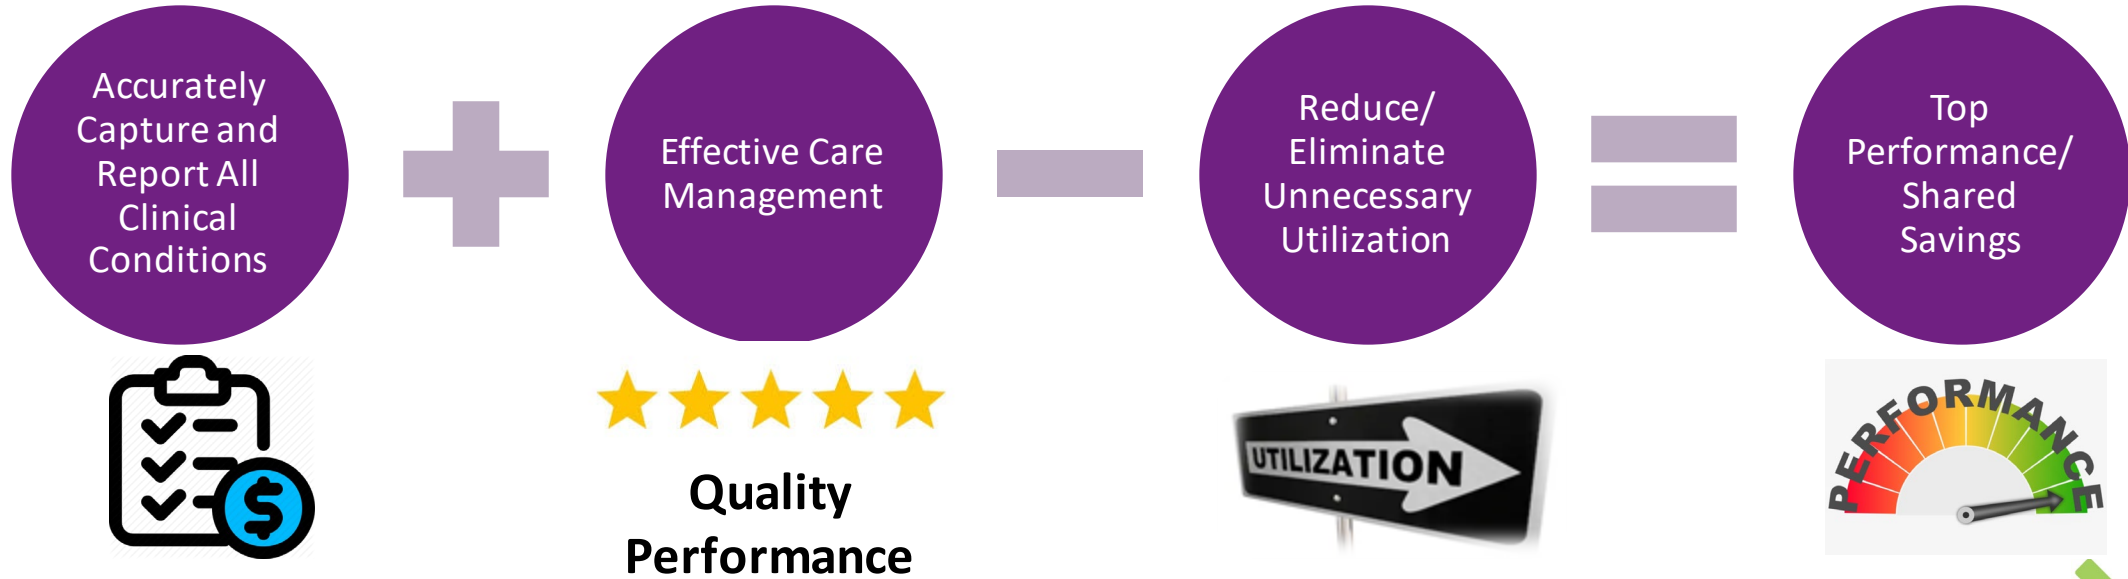 Accurately
Capture and
Report All
Clinical
Conditions
Effective Care
Management
Reduce/
Eliminate
Unnecessary
Utilization
Top
Performance/
Shared
Savings
$
Quality
Performance
UTILIZATION
PERFORMANCE